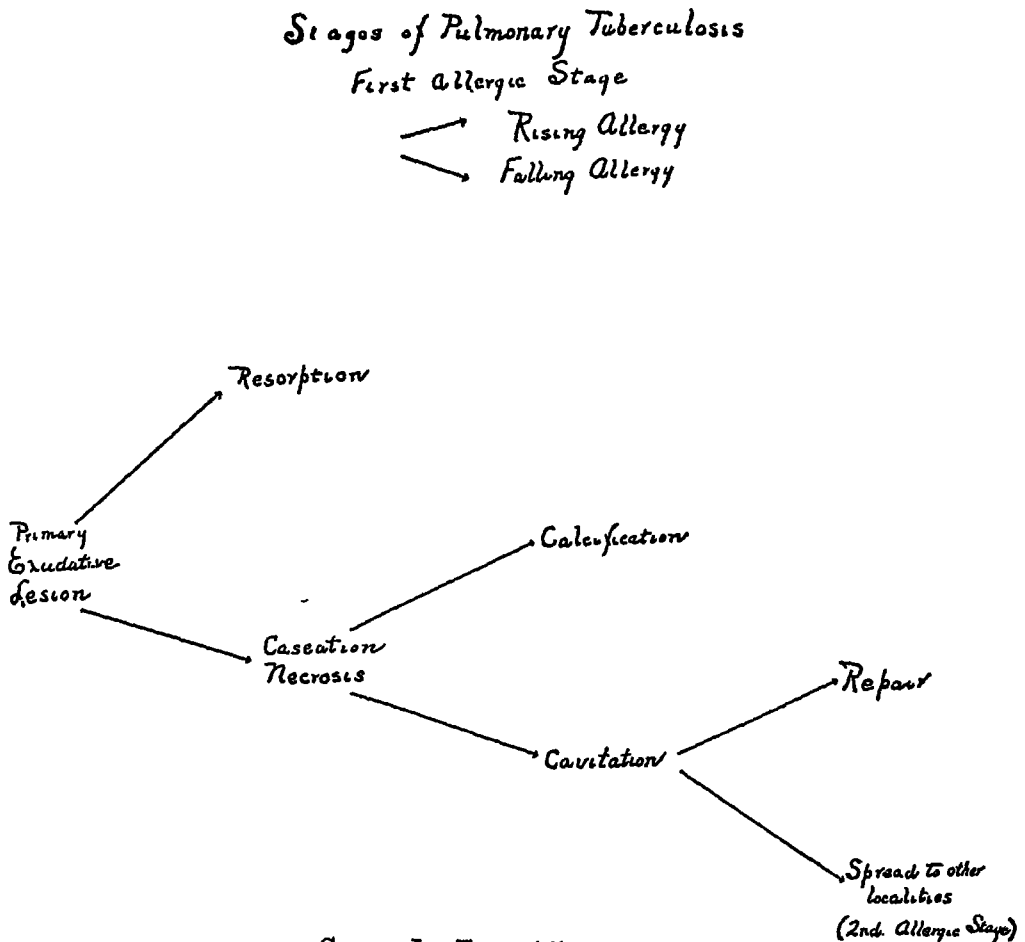 Stages of Pulmonary Tuberculosis
First Allergic Stage
Rising Allergy
Falling Allergy
Resorption
Primary
Exudative
Lesion
Calcification
Caseation
Necrosis
Repair
Cavitation
Spread to other
localities
(2nd. Allergic Stage)